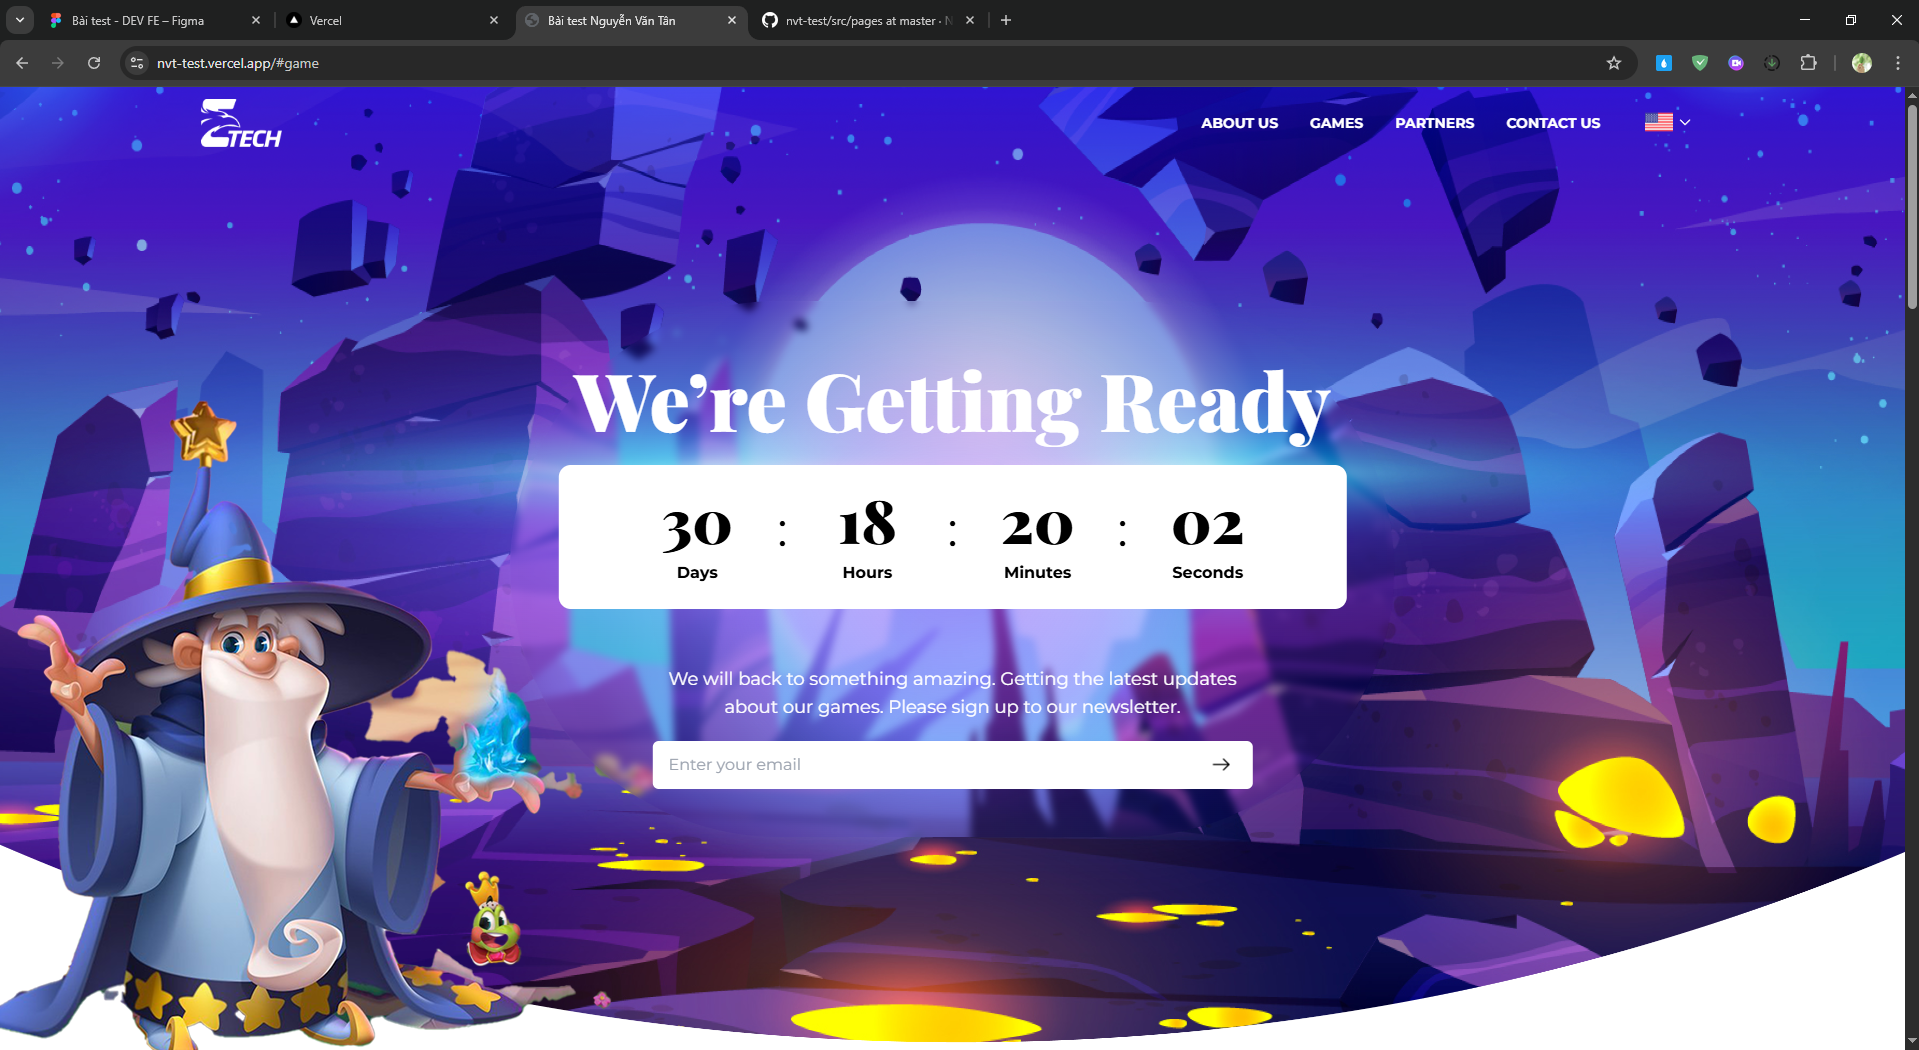 Bài test - DEV FE – Figma
Vercel
Bài test Nguyễn Văn Tân
nvt-test/src/pages at master · N
nvt-test.vercel.app/#game
TECH
ABOUT US
GAMES
PARTNERS
CONTACT US
We’re Getting Ready
30 : 18 : 20 : 02
Days Hours Minutes Seconds
We will back to something amazing. Getting the latest updates
about our games. Please sign up to our newsletter.
Enter your email